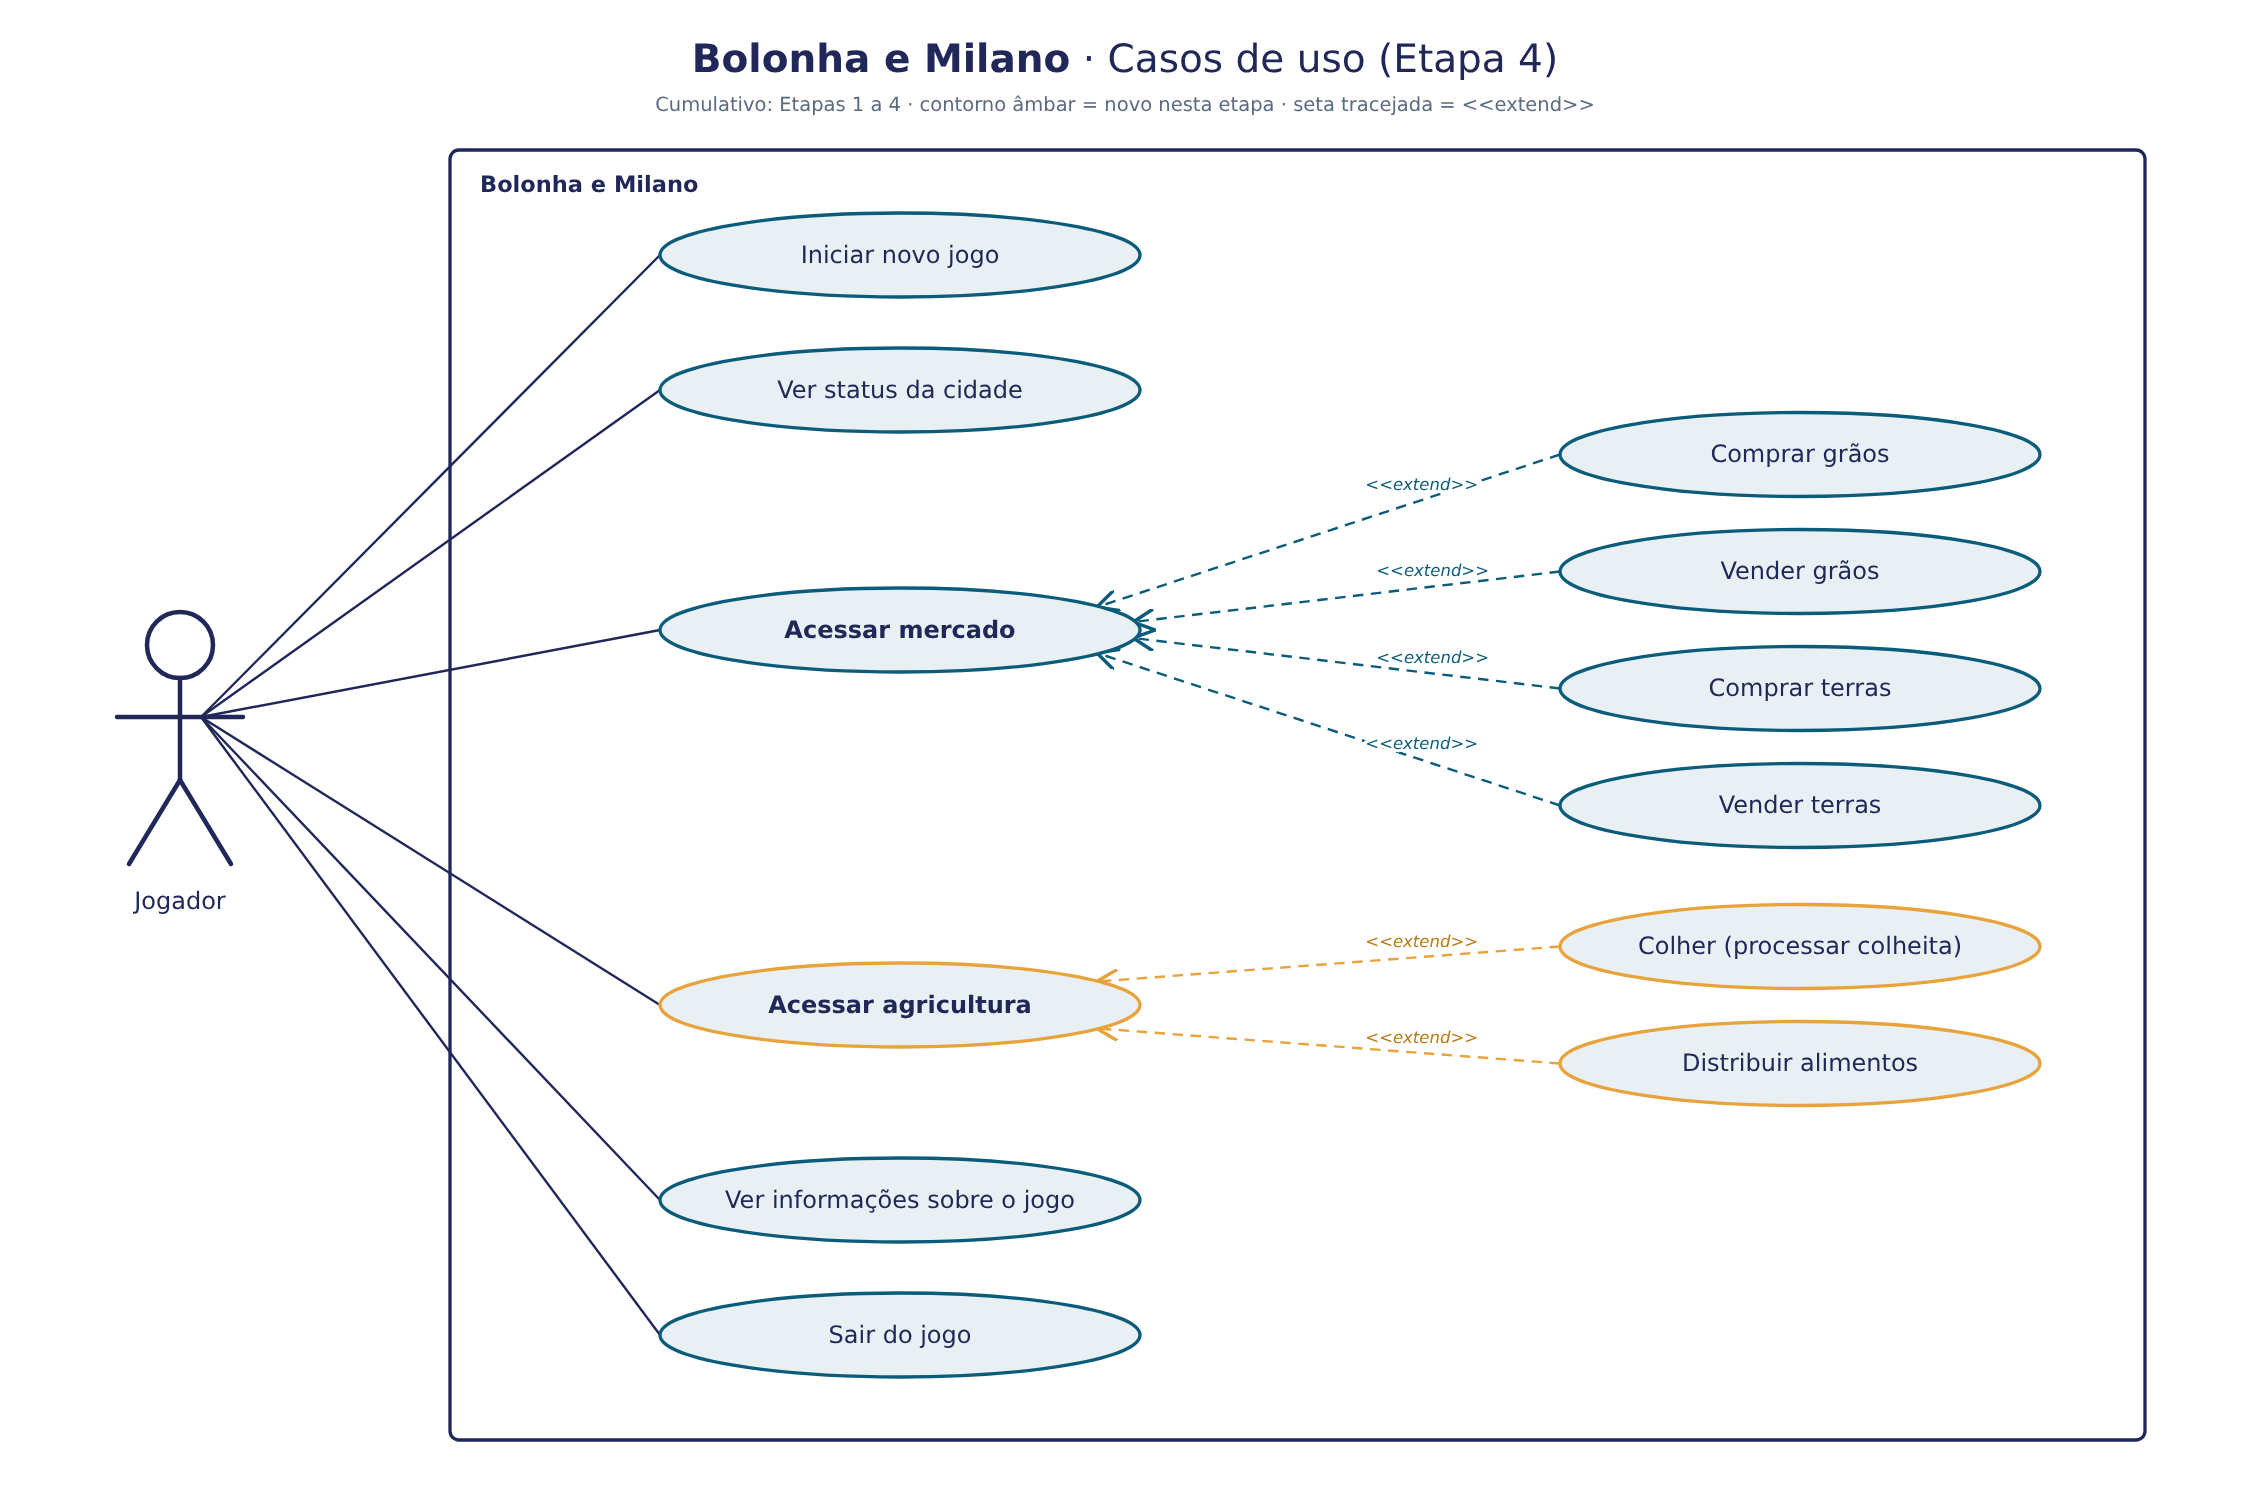 Bolonha e Milano · Casos de uso (Etapa 4)
Cumulativo: Etapas 1 a 4 · contorno âmbar = novo nesta etapa · seta tracejada = <<extend>>
Bolonha e Milano
Iniciar novo jogo
Ver status da cidade
Comprar grãos
<<extend>>
Vender grãos
<<extend>>
Acessar mercado
<<extend>>
Comprar terras
<<extend>>
Vender terras
Jogador
<<extend>>
Colher (processar colheita)
Acessar agricultura
<<extend>>
Distribuir alimentos
Ver informações sobre o jogo
Sair do jogo